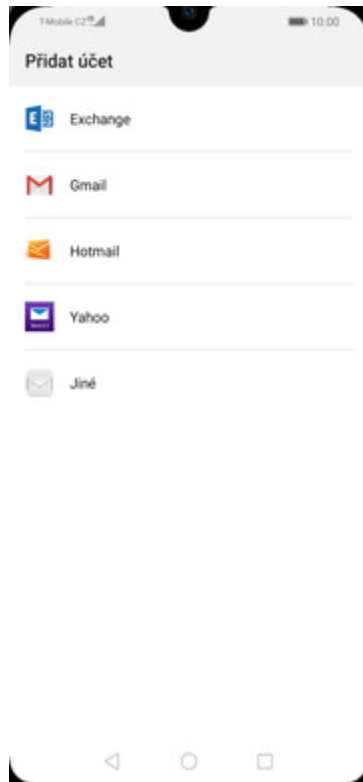 T-Mobile CZ 10:00
Přidat účet
Exchange
Gmail
Hotmail
Yahoo
Jiné